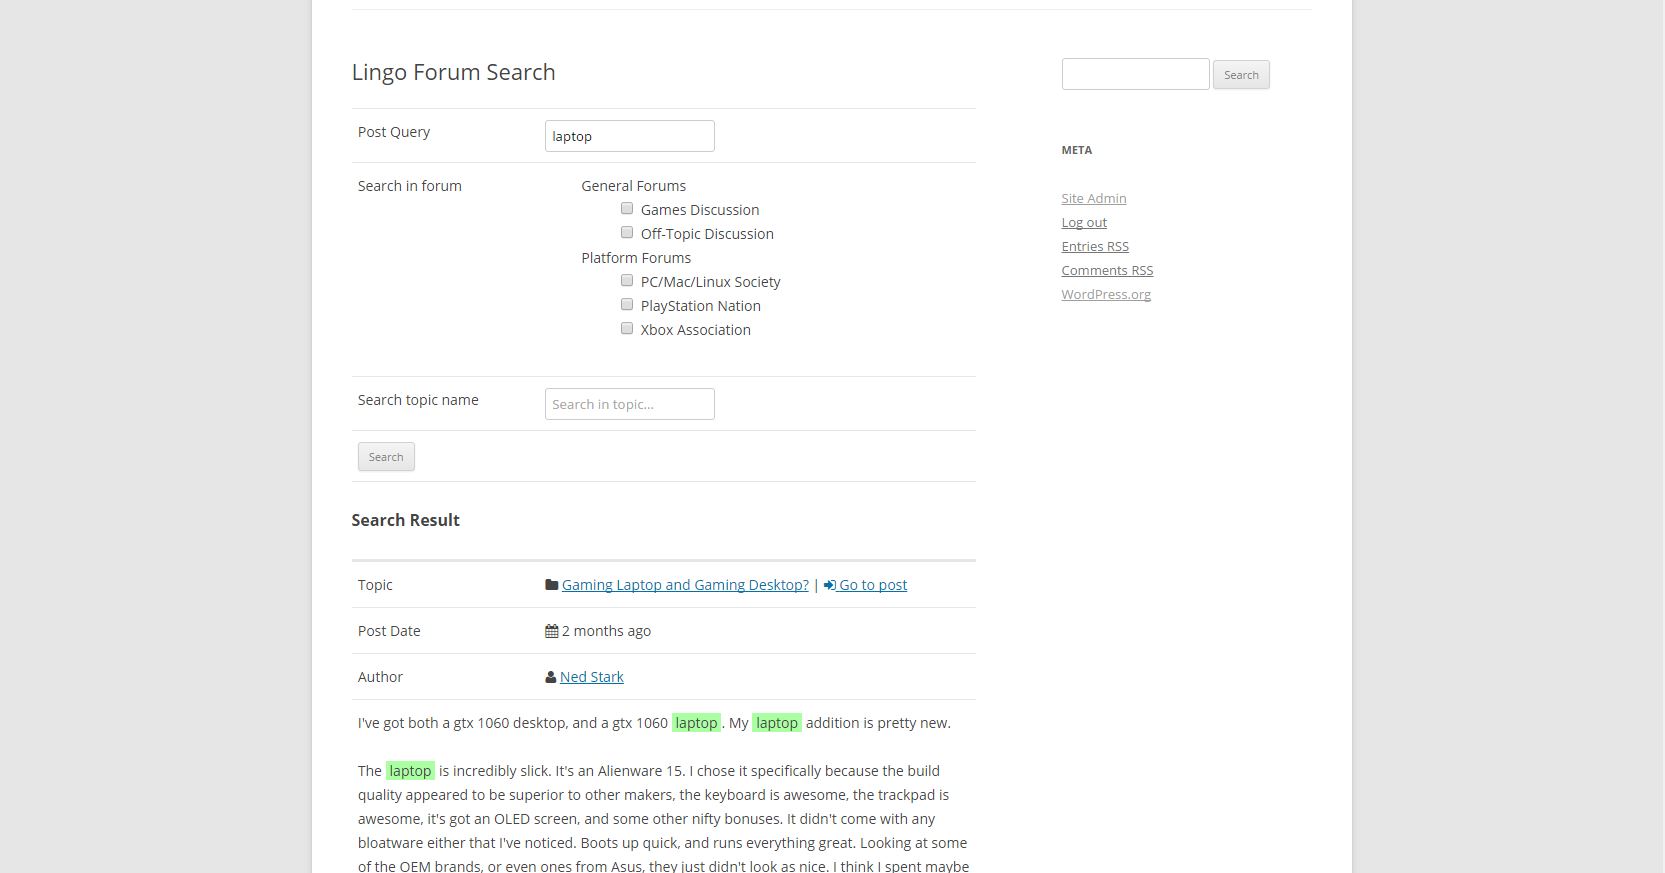 Lingo Forum Search
Post Query
laptop
Search in forum
General Forums
Games Discussion
Off-Topic Discussion
Platform Forums
PC/Mac/Linux Society
PlayStation Nation
Xbox Association
Search topic name
Search in topic...
Search
Search Result
Topic
Gaming Laptop and Gaming Desktop? | Go to post
Post Date
2 months ago
Author
Ned Stark
I've got both a gtx 1060 desktop, and a gtx 1060 laptop. My laptop addition is pretty new.
The laptop is incredibly slick. It's an Alienware 15. I chose it specifically because the build
quality appeared to be superior to other makers, the keyboard is awesome, the trackpad is
awesome, it's got an OLED screen, and some other nifty bonuses. It didn't come with any
bloatware either that I've noticed. Boots up quick, and runs everything great. Looking at some
of the OEM brands, or even ones from Asus, they just didn't look as nice. I think I spent maybe
Search
META
Site Admin
Log out
Entries RSS
Comments RSS
WordPress.org